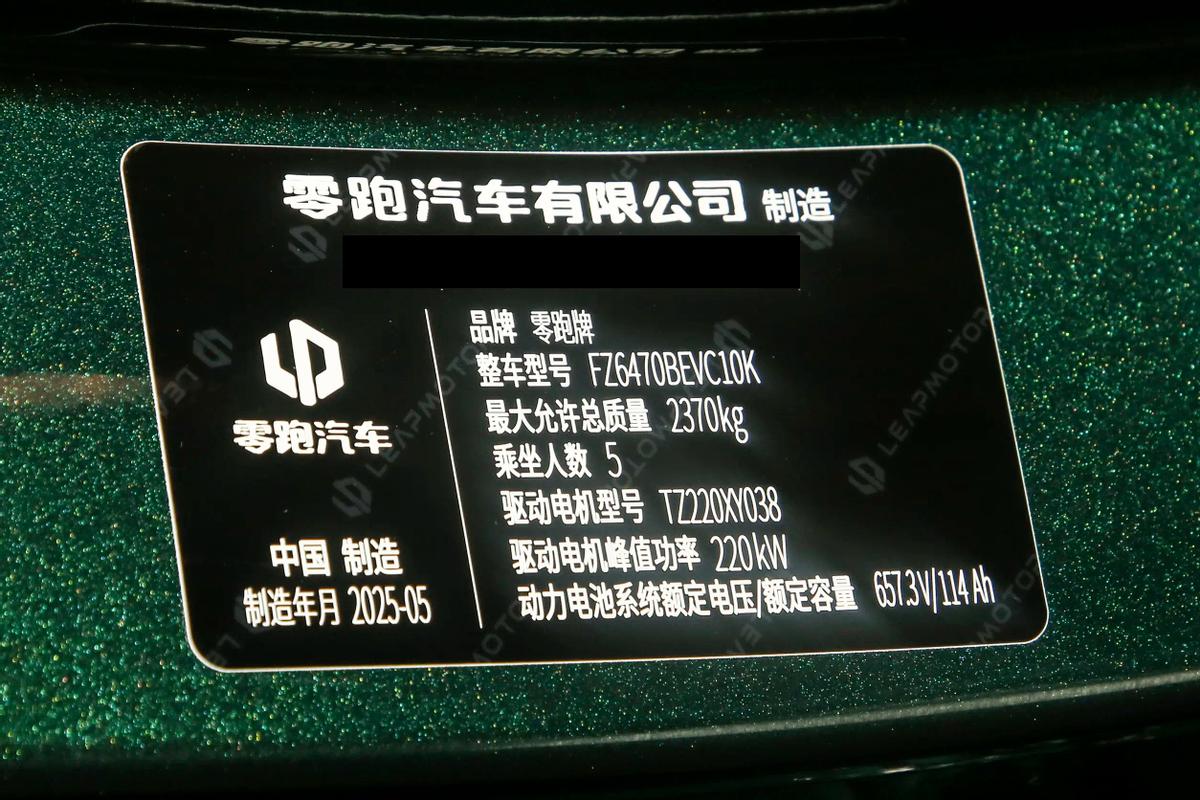 零跑汽车有限公司 制造
品牌 零跑牌
整车型号 FZ6470BEVC10K
最大允许总质量 2370kg
乘坐人数 5
驱动电机型号 TZ220XY038
驱动电机峰值功率 220kW
动力电池系统额定电压/额定容量 657.3V/114Ah
零跑汽车
中国 制造
制造年月 2025-05
LEAPMOTOR
LEAPMOTOR
LEAPMOTOR